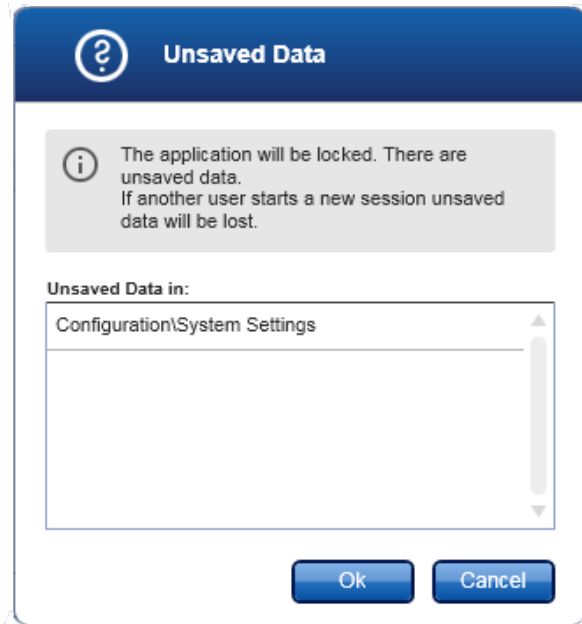 Unsaved Data
The application will be locked. There are
unsaved data.
If another user starts a new session unsaved
data will be lost.
Unsaved Data in:
Configuration\System Settings
Ok
Cancel